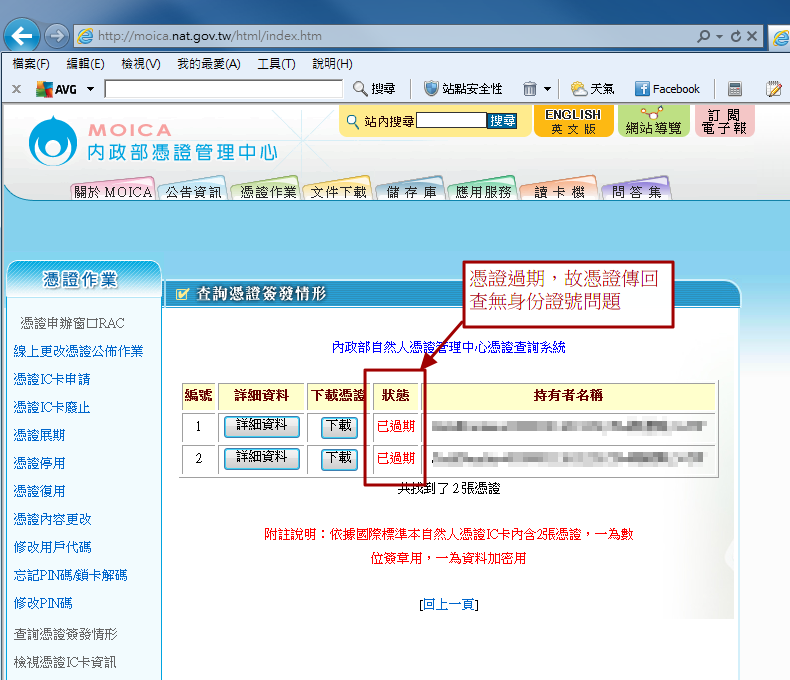 http://moica.nat.gov.tw/html/index.htm
檔案(F) 編輯(E) 檢視(V) 我的最愛(A) 工具(T) 說明(H)
x AVG 搜尋 站點安全性 天氣 Facebook
MOICA
內政部憑證管理中心
站內搜尋 搜尋
ENGLISH
英文版
網站導覽
訂閱
電子報
關於 MOICA 公告資訊 憑證作業 文件下載 儲存庫 應用服務 讀卡機 問答集
憑證作業
憑證申辦窗口RAC
線上更改憑證公佈作業
憑證IC卡申請
憑證IC卡廢止
憑證展期
憑證停用
憑證復用
憑證內容更改
修改用戶代碼
忘記PIN碼/鎖卡解碼
修改PIN碼
查詢憑證簽發情形
檢視憑證IC卡資訊
查詢憑證簽發情形
憑證過期，故憑證傳回
查無身份證號問題
內政部自然人憑證管理中心憑證查詢系統
編號 詳細資料 下載憑證 狀態 持有者名稱
1 詳細資料 下載 已過期
2 詳細資料 下載 已過期
共找到了 2 張憑證
附註說明：依據國際標準本自然人憑證IC卡內含2張憑證，一為數
位簽章用，一為資料加密用
[回上一頁]